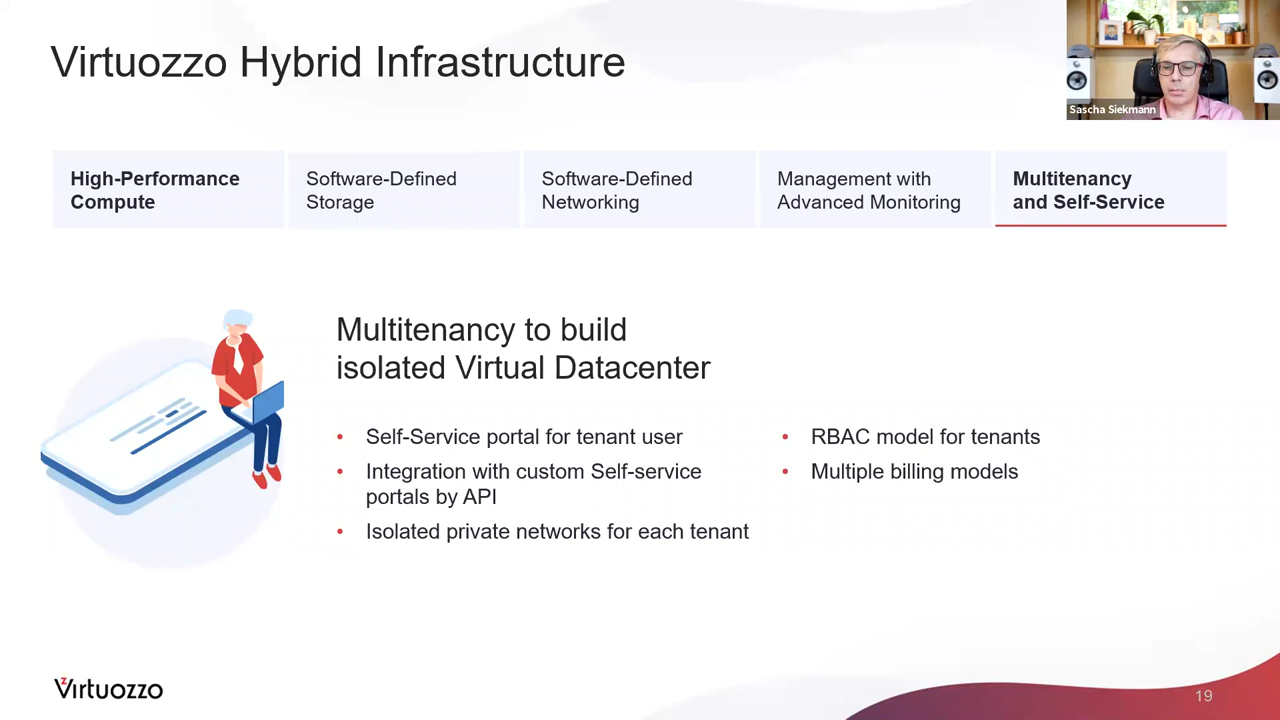 Virtuozzo Hybrid Infrastructure
Sascha Siekmann
High-Performance
Compute
Software-Defined
Storage
Software-Defined
Networking
Management with
Advanced Monitoring
Multitenancy
and Self-Service
Multitenancy to build
isolated Virtual Datacenter
• Self-Service portal for tenant user
• Integration with custom Self-service
portals by API
• Isolated private networks for each tenant
• RBAC model for tenants
• Multiple billing models
Virtuozzo
19